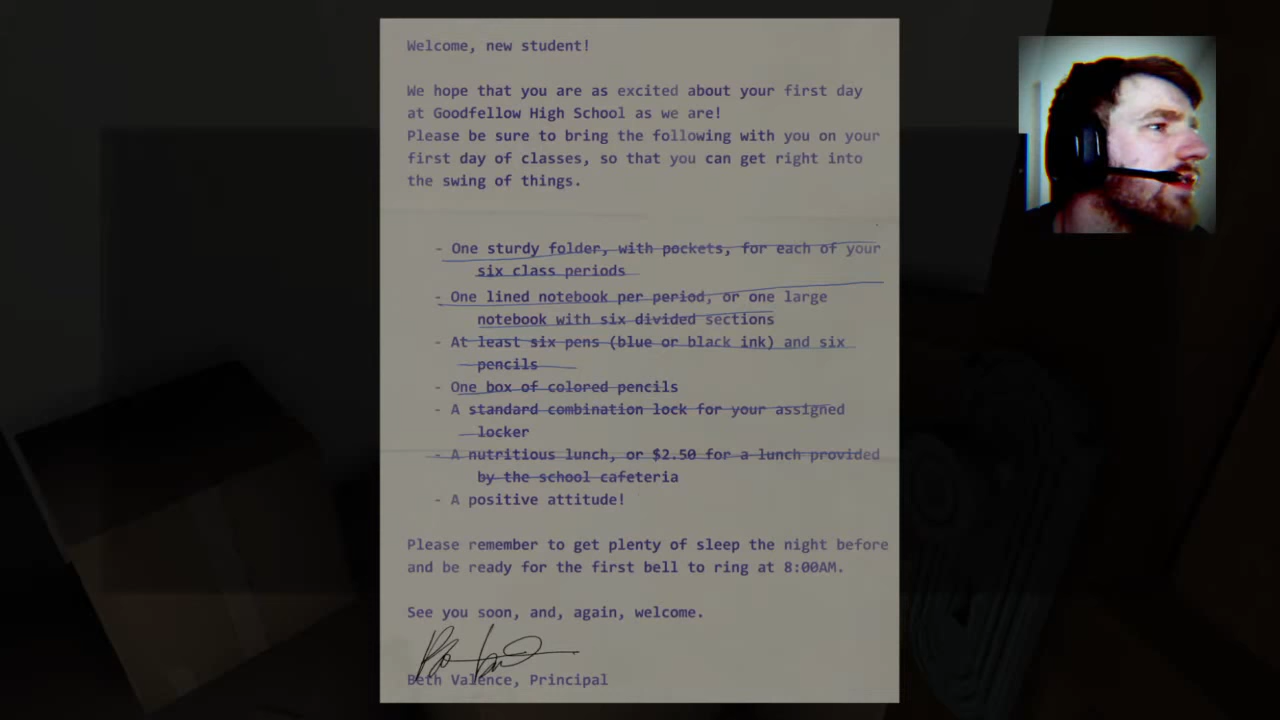 Welcome, new student!
We hope that you are as excited about your first day
at Goodfellow High School as we are!
Please be sure to bring the following with you on your
first day of classes, so that you can get right into
the swing of things.
- One sturdy folder, with pockets, for each of your
six class periods
- One lined notebook per period, or one large
notebook with six divided sections
- At least six pens (blue or black ink) and six
pencils
- One box of colored pencils
- A standard combination lock for your assigned
locker
- A nutritious lunch, or $2.50 for a lunch provided
by the school cafeteria
- A positive attitude!
Please remember to get plenty of sleep the night before
and be ready for the first bell to ring at 8:00AM.
See you soon, and, again, welcome.
Beth Valence, Principal